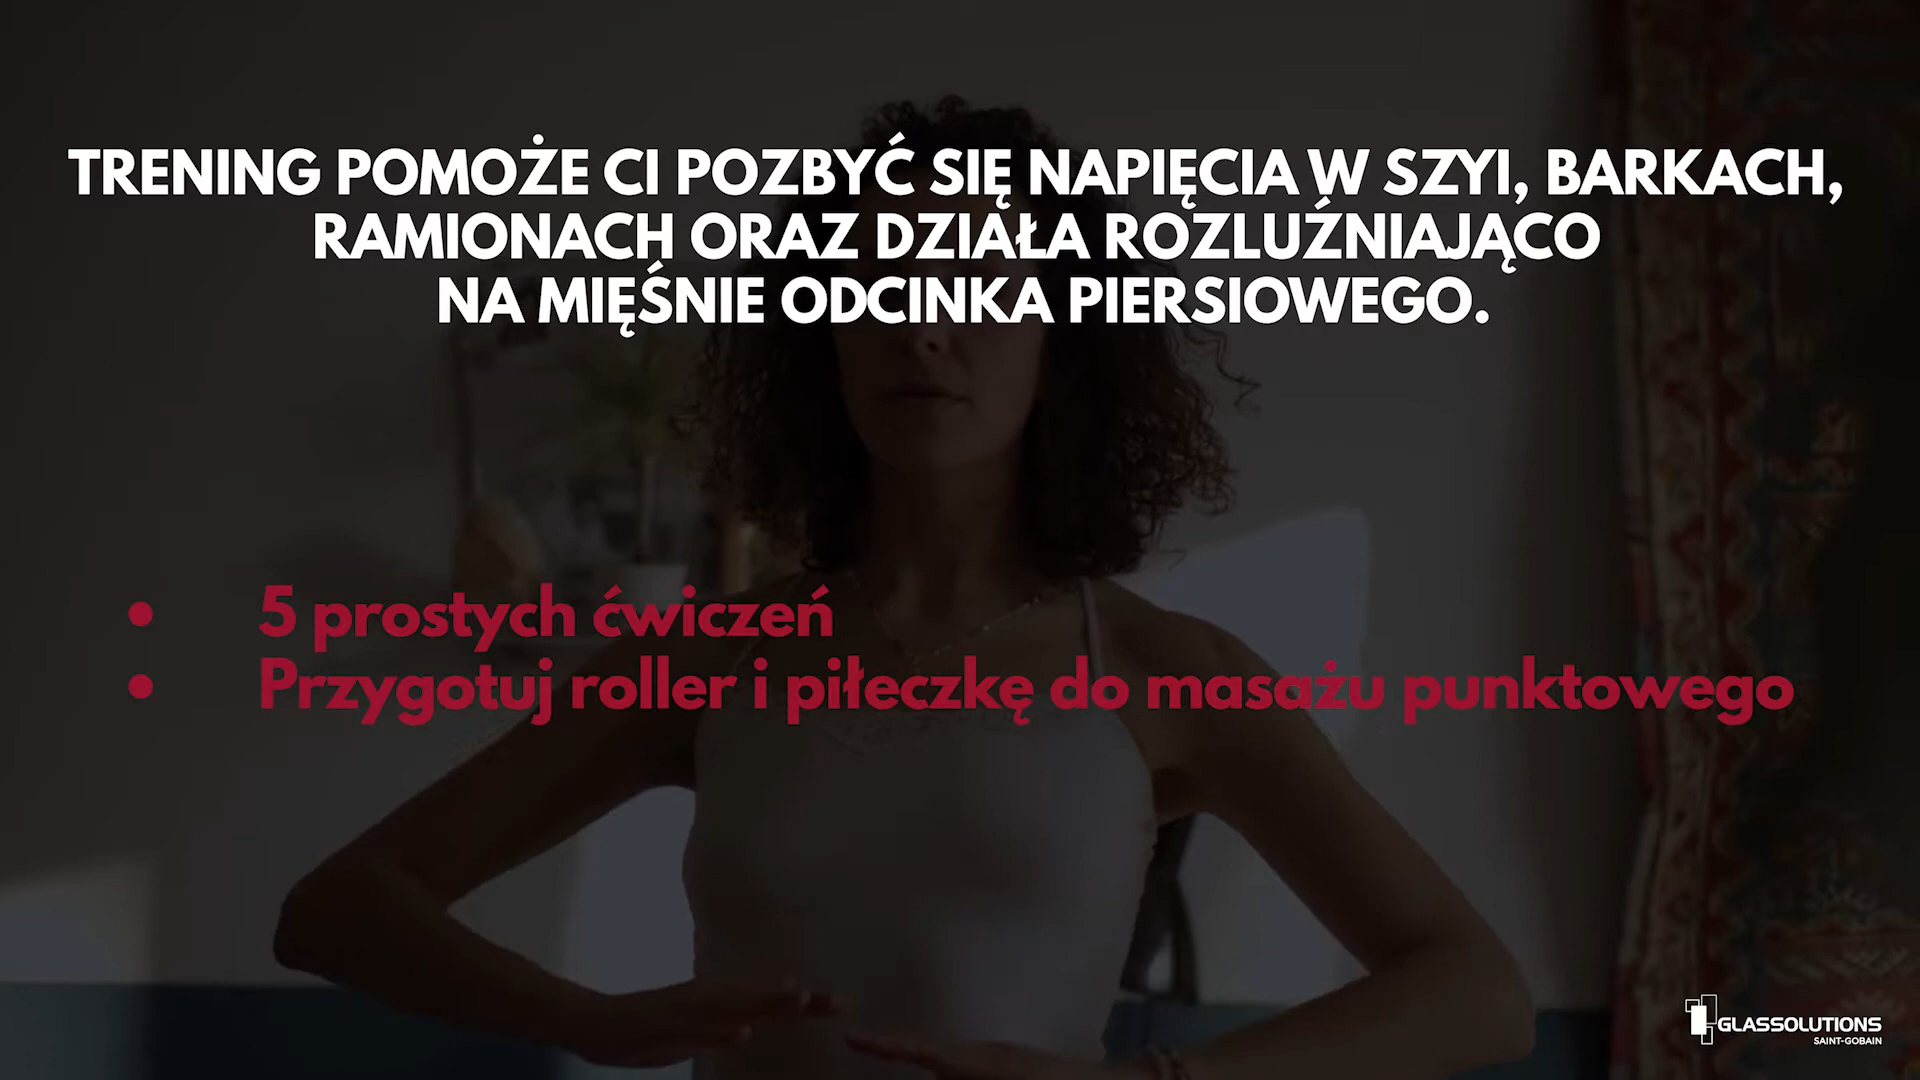 TRENING POMOŻE CI POZBYĆ SIĘ NAPIĘCIA W SZYI, BARKACH,
RAMIONACH ORAZ DZIAŁA ROZLUŹNIAJĄCO
NA MIĘŚNIE ODCINKA PIERSIOWEGO.
• 5 prostych ćwiczeń
• Przygotuj roller i piłeczkę do masażu punktowego
GLASSOLUTIONS
SAINT-GOBAIN